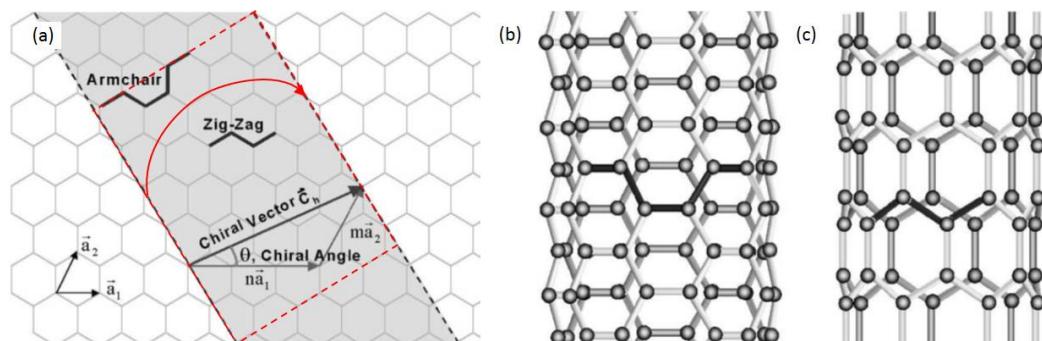 (a)
Armchair
Zig-Zag
Chiral Vector C⃗ₕ
θ, Chiral Angle
ma⃗₂
na⃗₁
a⃗₂
a⃗₁
(b)
(c)